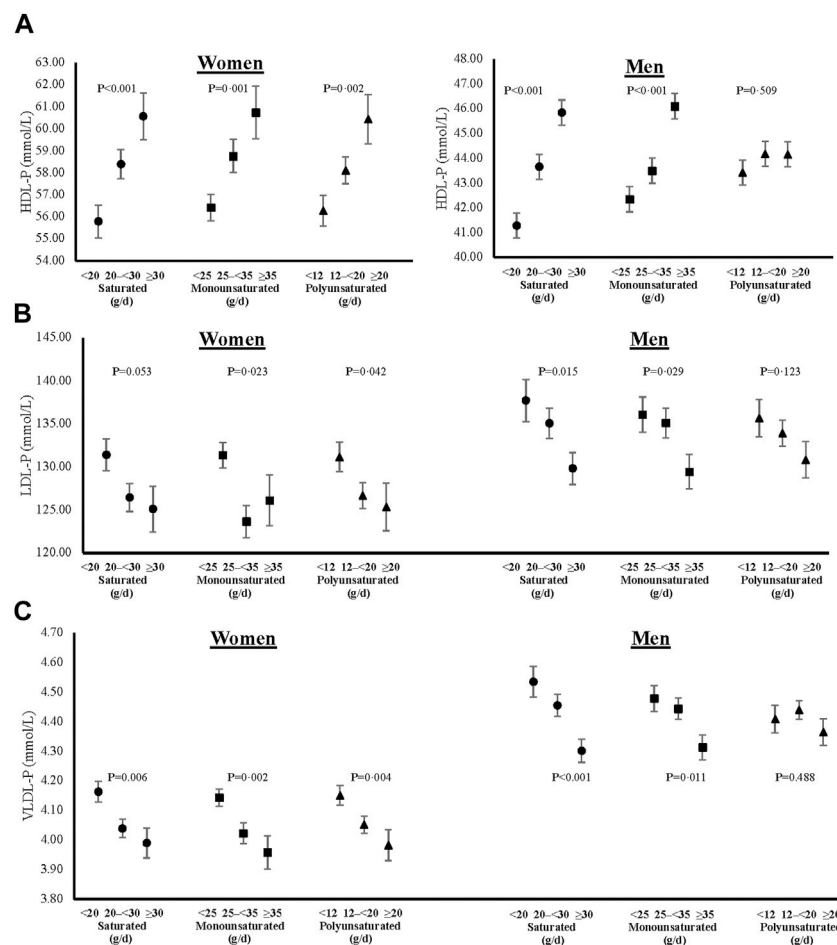 A
Women
63.00
62.00
61.00
60.00
59.00
58.00
57.00
56.00
55.00
54.00
HDL-P (mmol/L)
P<0.001
P=0·001
P=0·002
<20 20–<30 ≥30
Saturated
(g/d)
<25 25–<35 ≥35
Monounsaturated
(g/d)
<12 12–<20 ≥20
Polyunsaturated
(g/d)
Men
48.00
47.00
46.00
45.00
44.00
43.00
42.00
41.00
40.00
HDL-P (mmol/L)
P<0.001
P<0·001
P=0·509
<20 20–<30 ≥30
Saturated
(g/d)
<25 25–<35 ≥35
Monounsaturated
(g/d)
<12 12–<20 ≥20
Polyunsaturated
(g/d)
B
145.00
140.00
135.00
130.00
125.00
120.00
LDL-P (mmol/L)
Women
P=0.053
P=0·023
P=0·042
Men
P=0.015
P=0·029
P=0·123
<20 20–<30 ≥30
Saturated
(g/d)
<25 25–<35 ≥35
Monounsaturated
(g/d)
<12 12–<20 ≥20
Polyunsaturated
(g/d)
<20 20–<30 ≥30
Saturated
(g/d)
<25 25–<35 ≥35
Monounsaturated
(g/d)
<12 12–<20 ≥20
Polyunsaturated
(g/d)
C
4.70
4.60
4.50
4.40
4.30
4.20
4.10
4.00
3.90
3.80
VLDL-P (mmol/L)
Women
P=0.006
P=0·002
P=0·004
Men
P<0.001
P=0·011
P=0.488
<20 20–<30 ≥30
Saturated
(g/d)
<25 25–<35 ≥35
Monounsaturated
(g/d)
<12 12–<20 ≥20
Polyunsaturated
(g/d)
<20 20–<30 ≥30
Saturated
(g/d)
<25 25–<35 ≥35
Monounsaturated
(g/d)
<12 12–<20 ≥20
Polyunsaturated
(g/d)